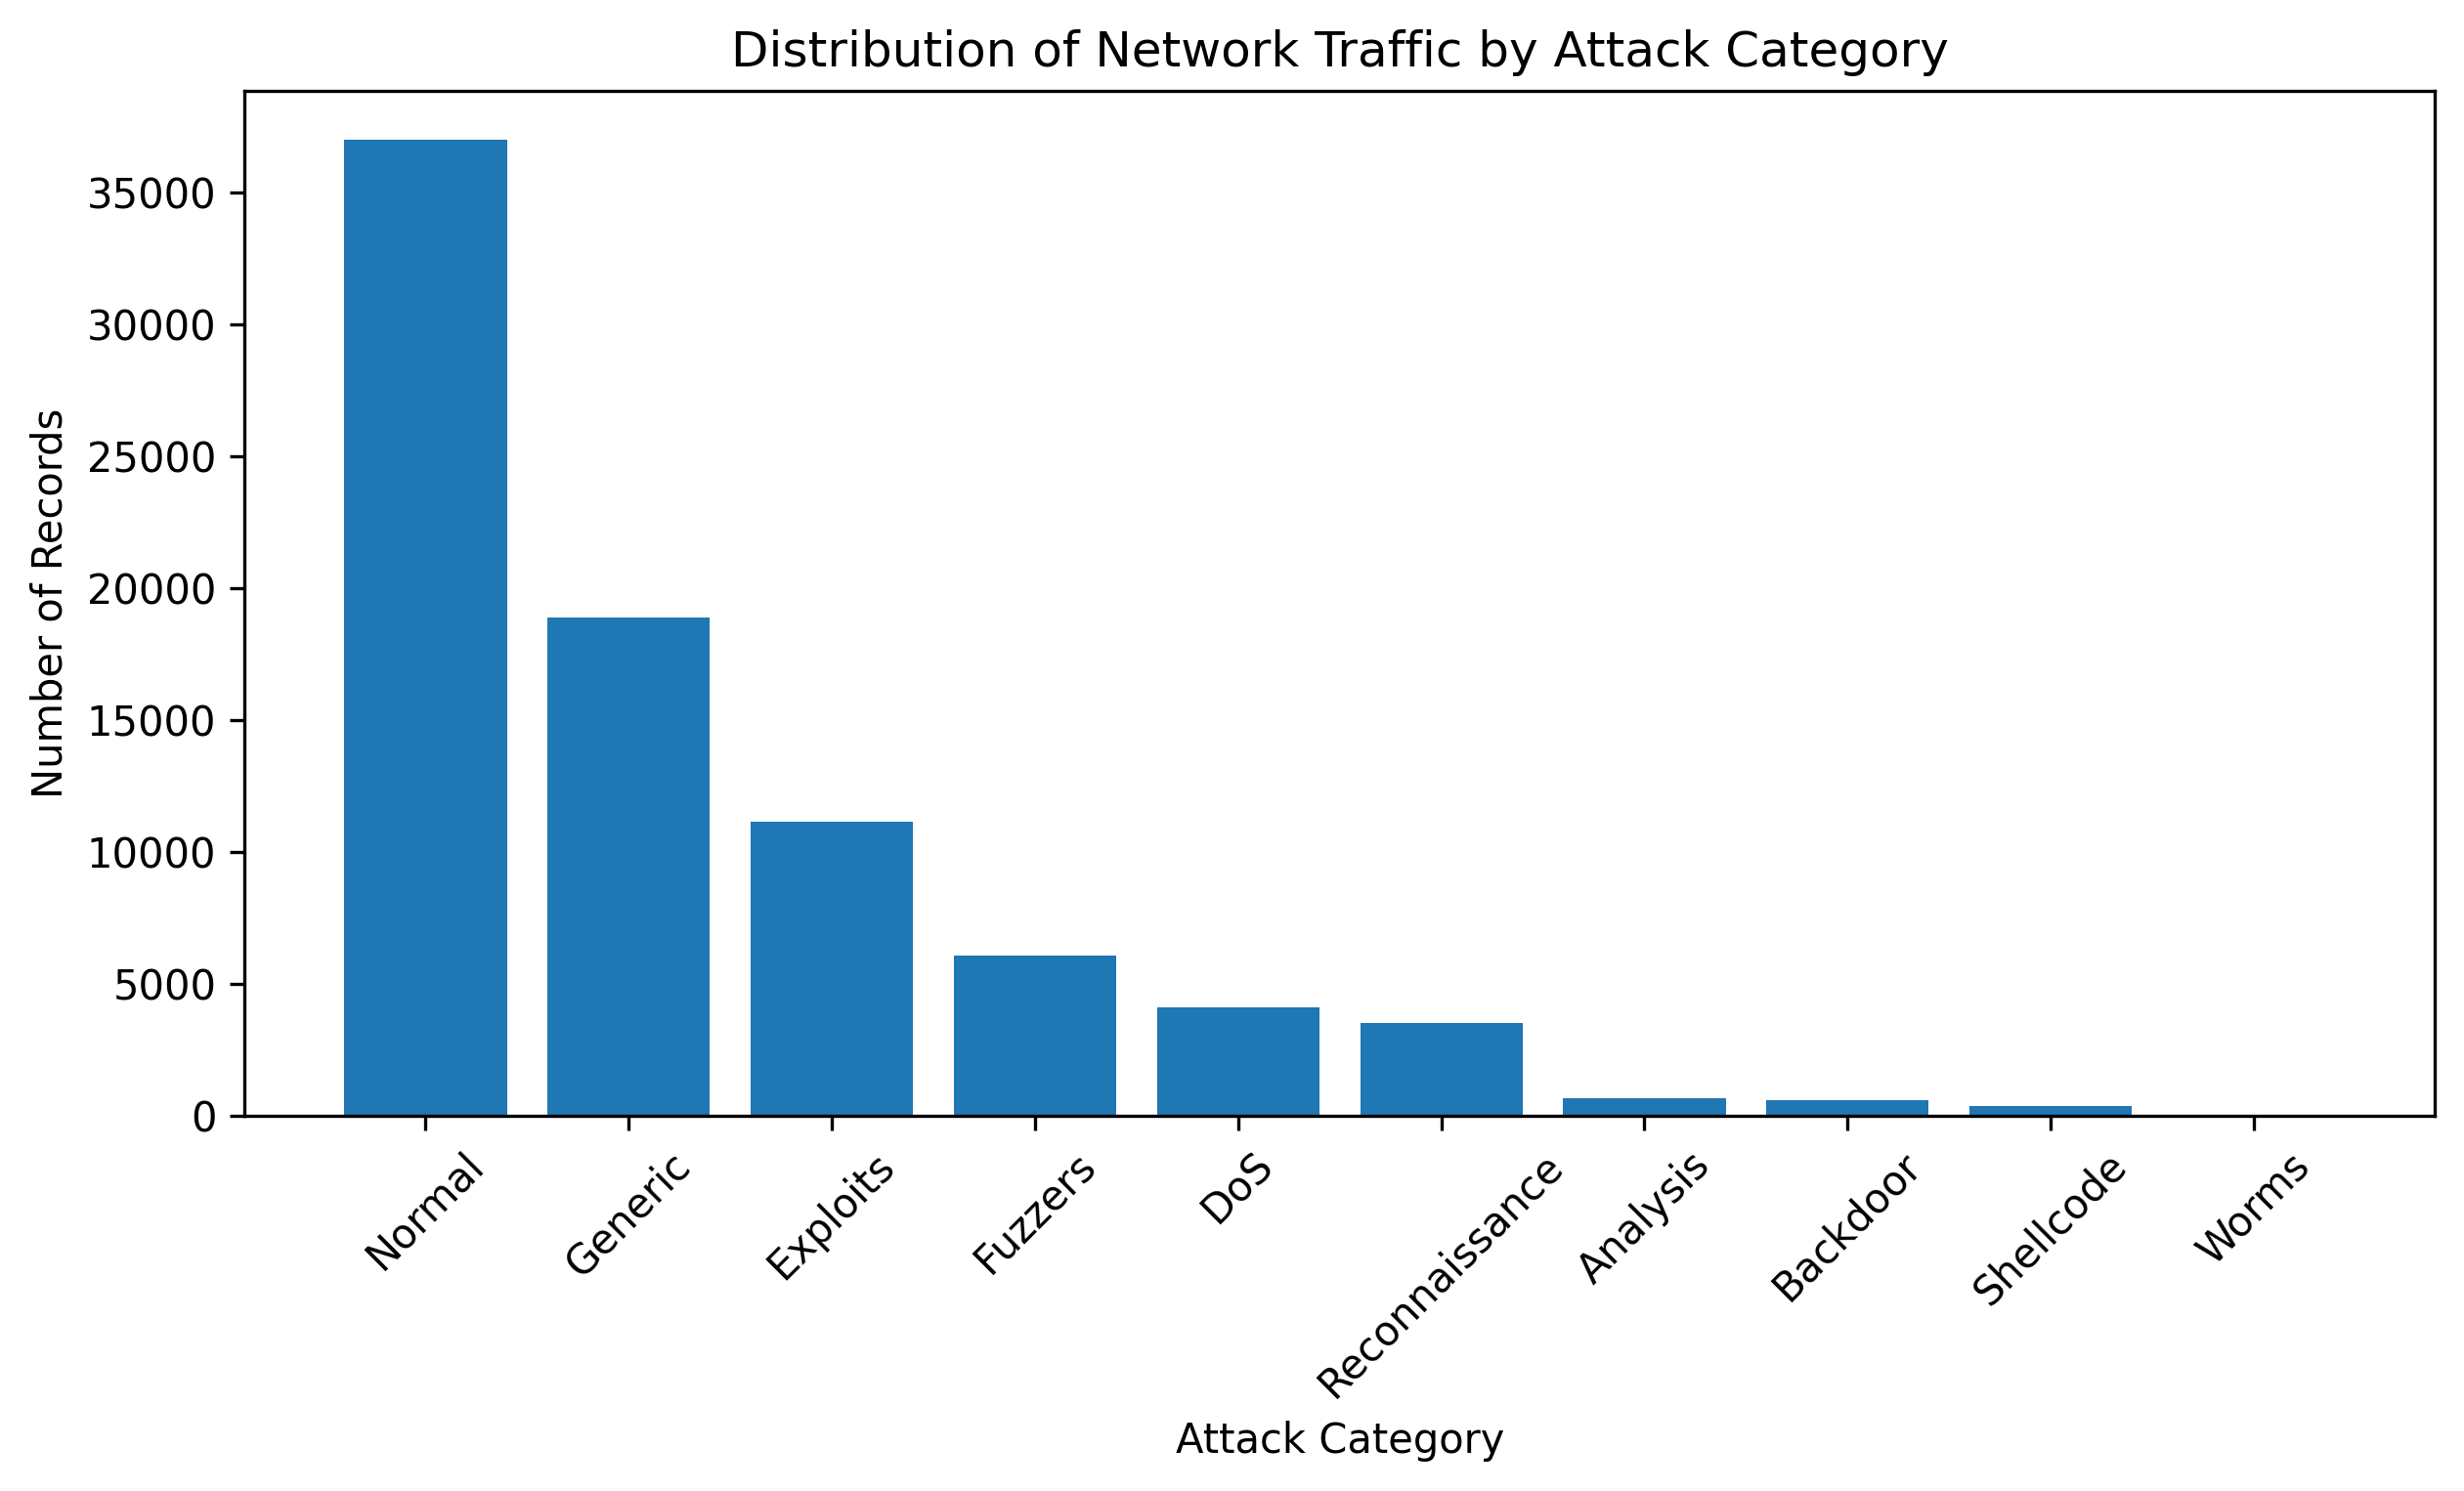 Distribution of Network Traffic by Attack Category
Number of Records
35000
30000
25000
20000
15000
10000
5000
0
Normal
Generic
Exploits
Fuzzers
DoS
Reconnaissance
Analysis
Backdoor
Shellcode
Worms
Attack Category